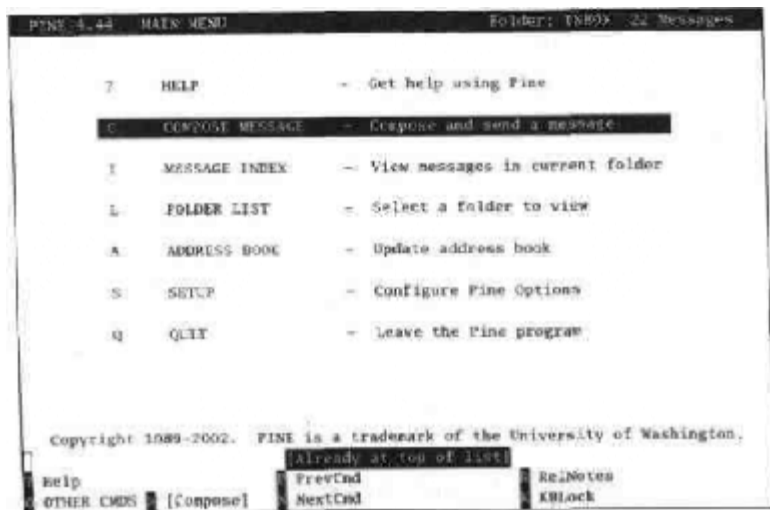 PINE 4.44   MAIN MENU   Folder: INBOX   22 Messages
?   HELP   -   Get help using Pine
C   COMPOSE MESSAGE   -   Compose and send a message
I   MESSAGE INDEX   -   View messages in current folder
L   FOLDER LIST   -   Select a folder to view
A   ADDRESS BOOK   -   Update address book
S   SETUP   -   Configure Pine Options
Q   QUIT   -   Leave the Pine program
Copyright 1989-2002.  PINE is a trademark of the University of Washington.
[Already at top of list]
Help   PrevCmd   RelNotes
OTHER CMDS   [Compose]   NextCmd   KBLock